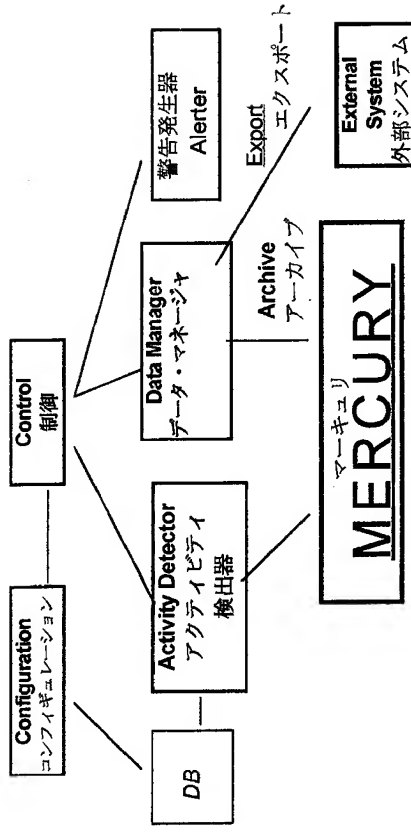 Configuration
コンフィギュレーション
Control
制御
DB
Activity Detector
アクティビティ
検出器
Data Manager
データ・マネージャ
警告発生器
Alerter
Archive
アーカイブ
Export
エクスポート
マーキュリ
MERCURY
External
System
外部システム